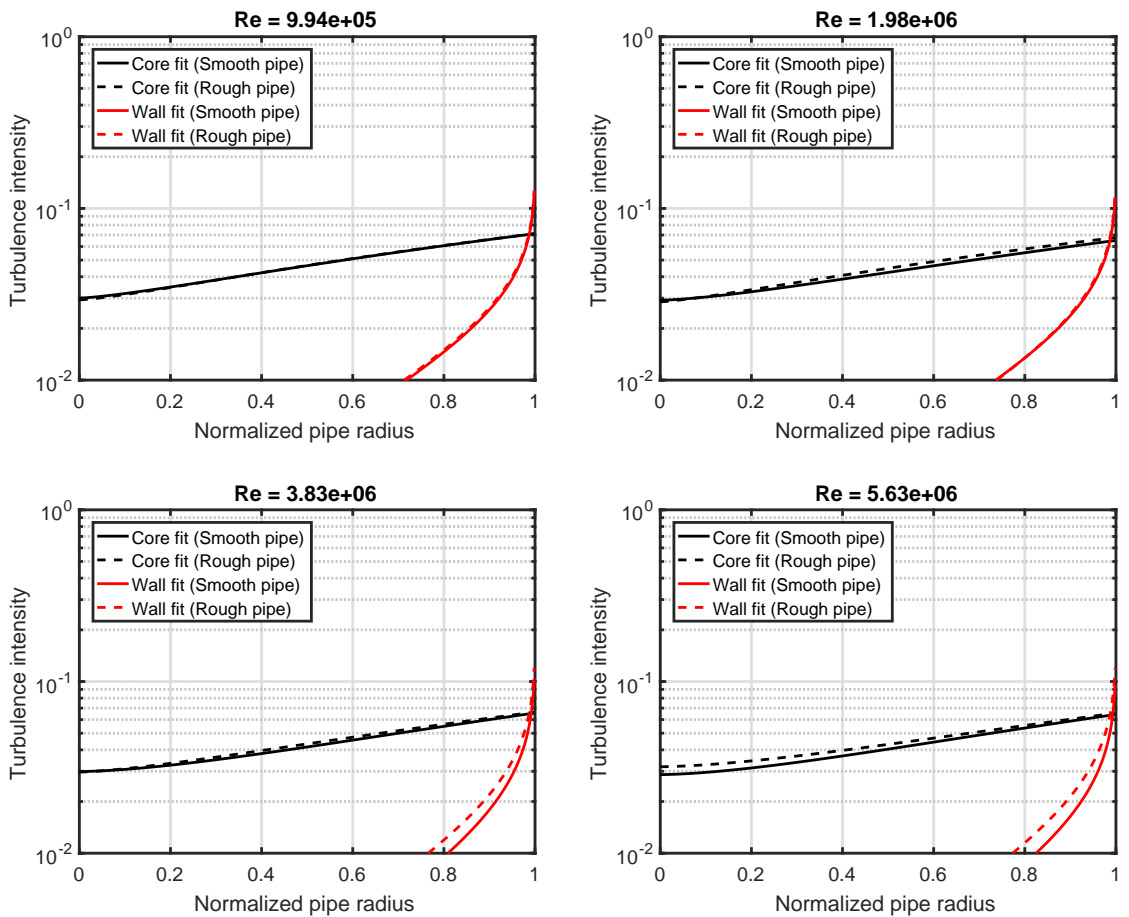 Re = 9.94e+05
10^0
Core fit (Smooth pipe)
Core fit (Rough pipe)
Wall fit (Smooth pipe)
Wall fit (Rough pipe)
Turbulence intensity
10^-1
10^-2
0 0.2 0.4 0.6 0.8 1
Normalized pipe radius
Re = 1.98e+06
10^0
Core fit (Smooth pipe)
Core fit (Rough pipe)
Wall fit (Smooth pipe)
Wall fit (Rough pipe)
Turbulence intensity
10^-1
10^-2
0 0.2 0.4 0.6 0.8 1
Normalized pipe radius
Re = 3.83e+06
10^0
Core fit (Smooth pipe)
Core fit (Rough pipe)
Wall fit (Smooth pipe)
Wall fit (Rough pipe)
Turbulence intensity
10^-1
10^-2
0 0.2 0.4 0.6 0.8 1
Normalized pipe radius
Re = 5.63e+06
10^0
Core fit (Smooth pipe)
Core fit (Rough pipe)
Wall fit (Smooth pipe)
Wall fit (Rough pipe)
Turbulence intensity
10^-1
10^-2
0 0.2 0.4 0.6 0.8 1
Normalized pipe radius